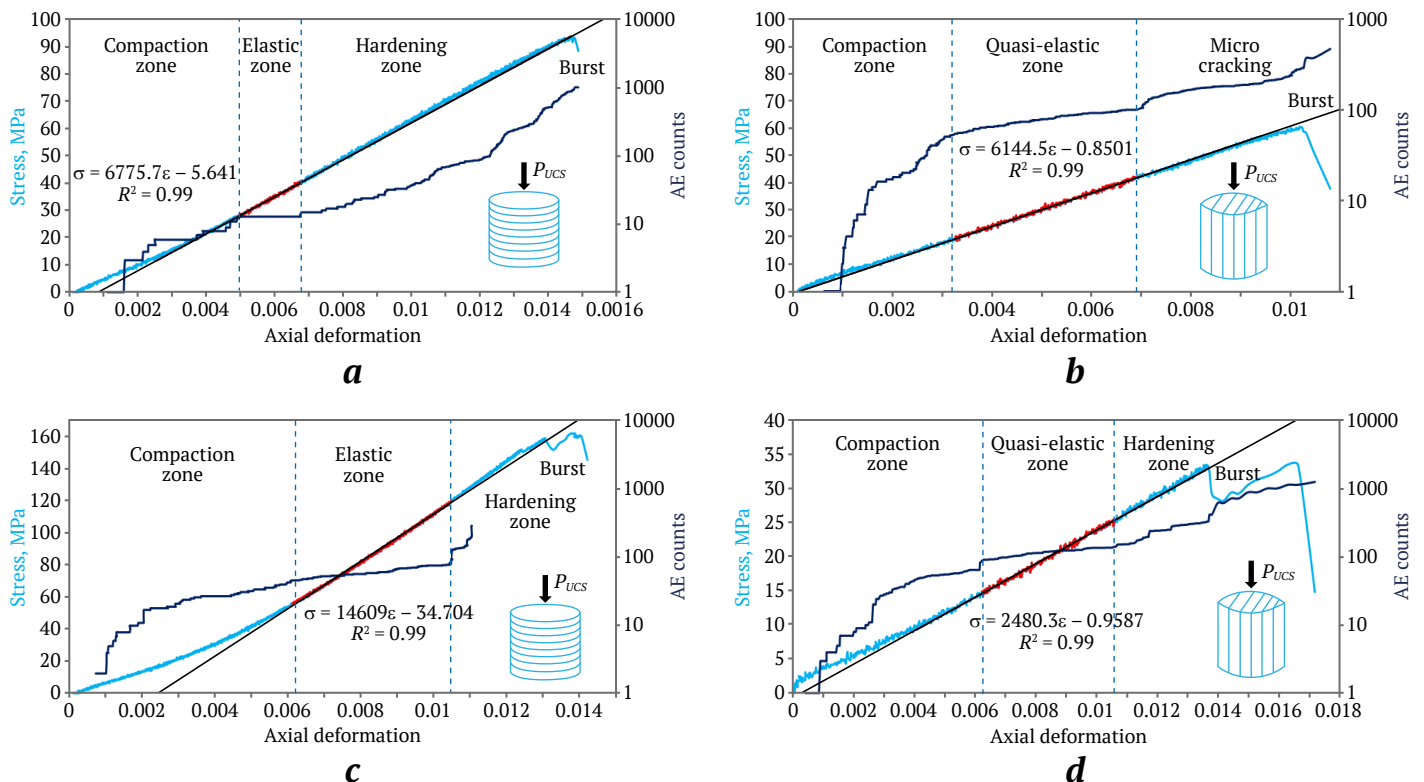 100
90
80
70
60
50
40
30
20
10
0
Stress, MPa
Compaction
zone
Elastic
zone
Hardening
zone
Burst
σ = 6775.7ε − 5.641
R² = 0.99
P_UCS
10000
1000
100
10
1
AE counts
0 0.002 0.004 0.006 0.008 0.01 0.012 0.014 0.0016
Axial deformation
a
100
90
80
70
60
50
40
30
20
10
0
Compaction
zone
Quasi-elastic
zone
Micro
cracking
Burst
σ = 6144.5ε − 0.8501
R² = 0.99
P_UCS
1000
100
10
1
Stress, MPa
AE counts
0 0.002 0.004 0.006 0.008 0.01
Axial deformation
b
160
140
120
100
80
60
40
20
0
Stress, MPa
Compaction
zone
Elastic
zone
Burst
Hardening
zone
σ = 14609ε − 34.704
R² = 0.99
P_UCS
10000
1000
100
10
1
AE counts
0 0.002 0.004 0.006 0.008 0.01 0.012 0.014
Axial deformation
c
40
35
30
25
20
15
10
5
0
Stress, MPa
Compaction
zone
Quasi-elastic
zone
Hardening
zone
Burst
σ = 2480.3ε − 0.9587
R² = 0.99
P_UCS
10000
1000
100
10
1
AE counts
0 0.002 0.004 0.006 0.008 0.01 0.012 0.014 0.016 0.018
Axial deformation
d